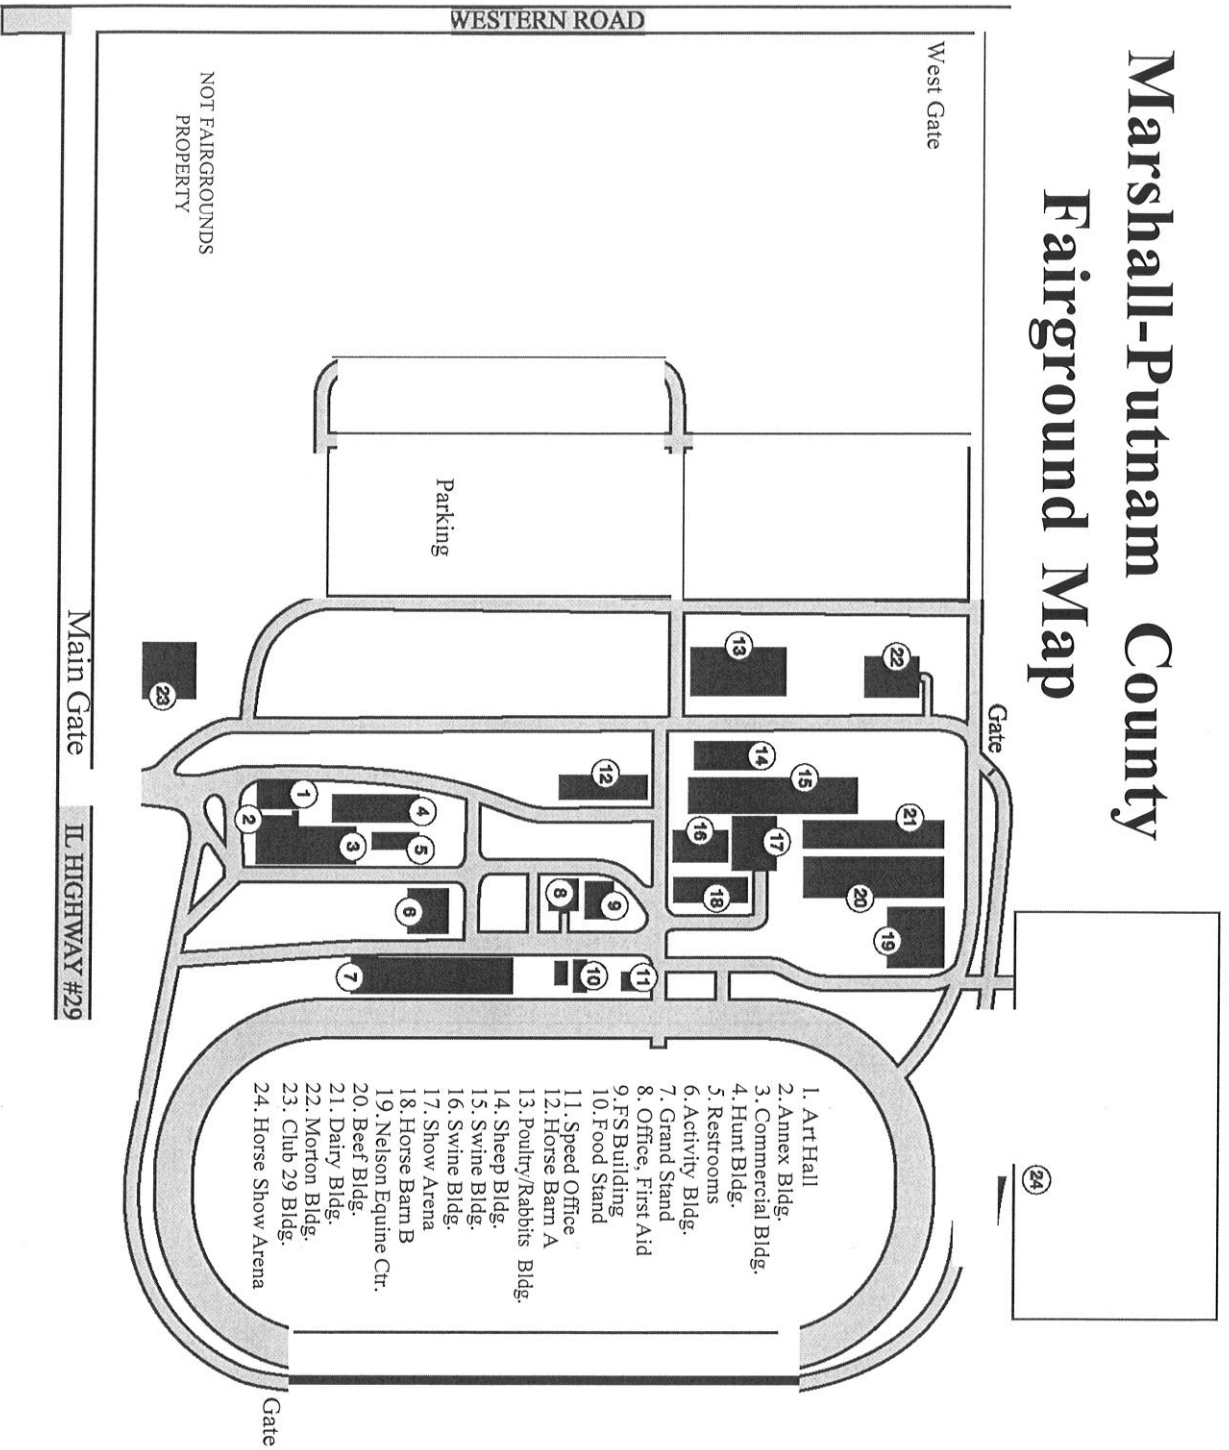 Marshall-Putnam County
Fairground Map
WESTERN ROAD
West Gate
NOT FAIRGROUNDS
PROPERTY
Parking
Gate
Main Gate
IL HIGHWAY #29
Gate
22
13
14
15
21
12
16
17
20
18
19
23
1
2
3
4
5
6
7
8
9
10
11
24
1. Art Hall
2. Annex Bldg.
3. Commercial Bldg.
4. Hunt Bldg.
5. Restrooms
6. Activity Bldg.
7. Grand Stand
8. Office, First Aid
9. FS Building
10. Food Stand
11. Speed Office
12. Horse Barn A
13. Poultry/Rabbits Bldg.
14. Sheep Bldg.
15. Swine Bldg.
16. Swine Bldg.
17. Show Arena
18. Horse Barn B
19. Nelson Equine Ctr.
20. Beef Bldg.
21. Dairy Bldg.
22. Morton Bldg.
23. Club 29 Bldg.
24. Horse Show Arena